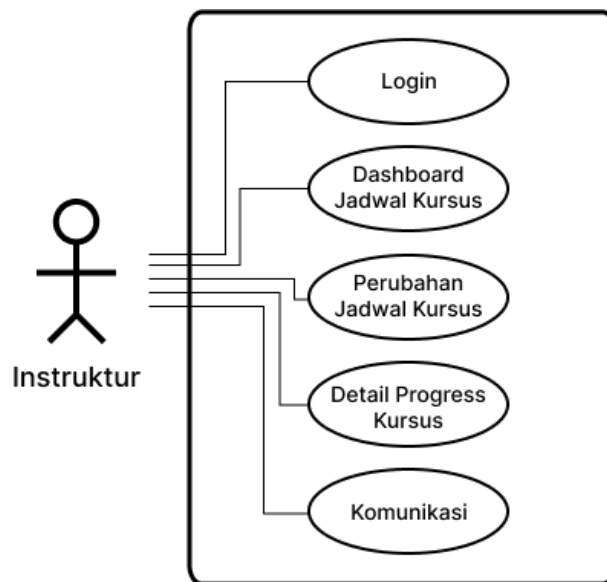 Login
Dashboard
Jadwal Kursus
Perubahan
Jadwal Kursus
Instruktur
Detail Progress
Kursus
Komunikasi